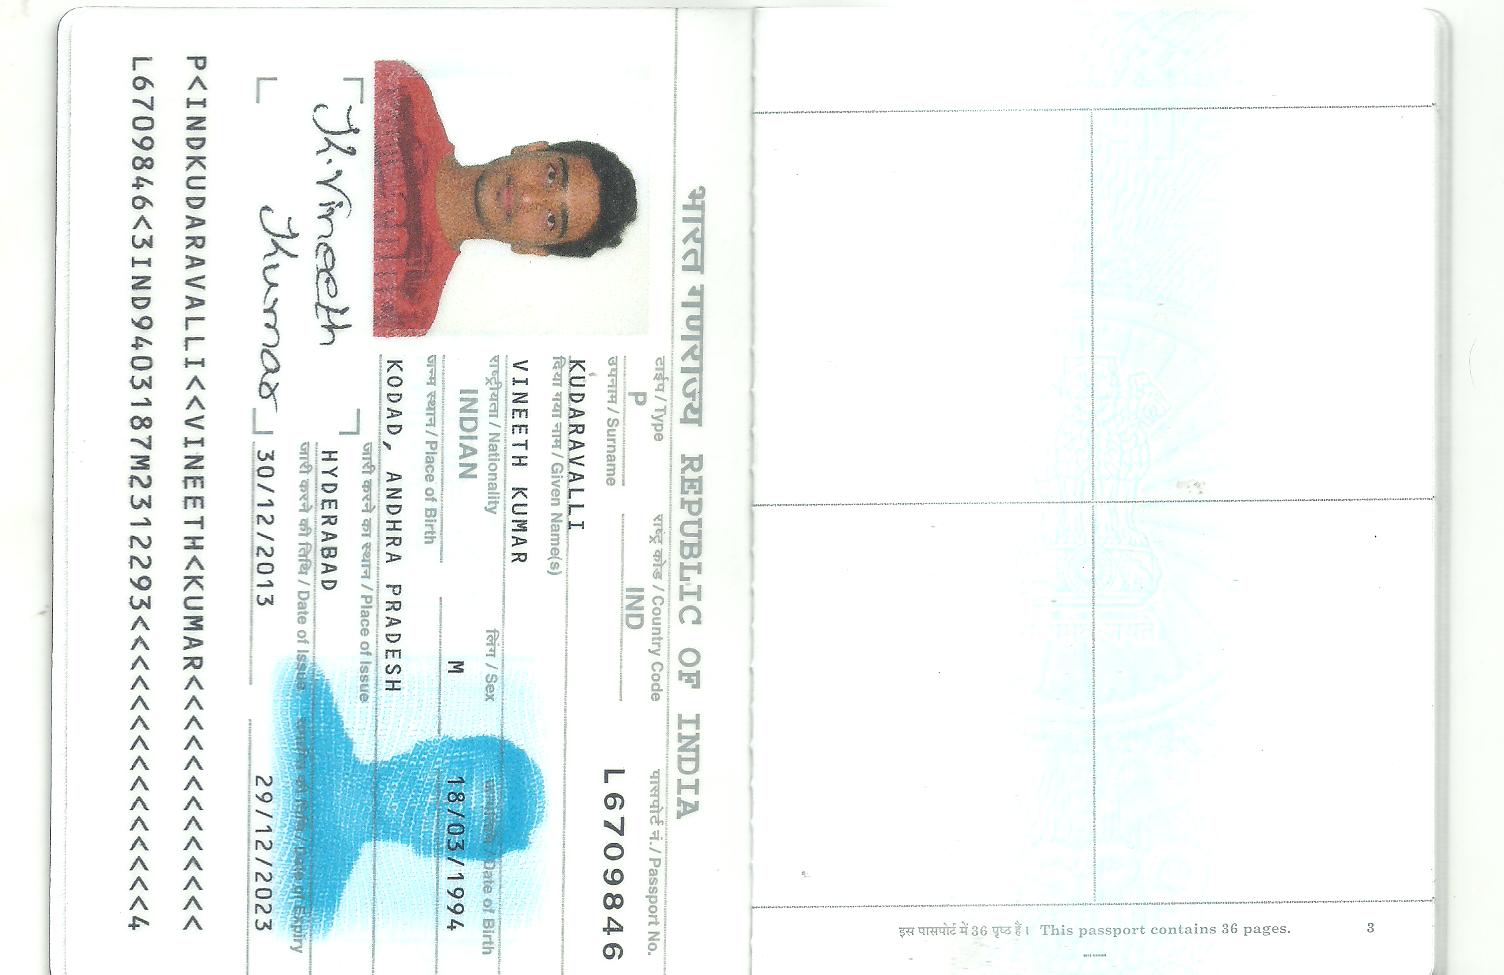 भारत गणराज्य REPUBLIC OF INDIA
टाईप / Type राष्ट्र कोड / Country Code पासपोर्ट नं. / Passport No.
P IND L6709846
उपनाम / Surname
KUDARAVALLI
दिया गया नाम / Given Name(s)
VINEETH KUMAR
राष्ट्रीयता / Nationality लिंग / Sex जन्मतिथि / Date of Birth
INDIAN M 18/03/1994
जन्म स्थान / Place of Birth
KODAD, ANDHRA PRADESH
जारी करने का स्थान / Place of Issue
HYDERABAD
जारी करने की तिथि / Date of Issue समाप्ति की तिथि / Date of Expiry
30/12/2013 29/12/2023
Kh.Vineeth
Kumar
P<INDKUDARAVALLI<<VINEETH<KUMAR<<<<<<<<<<<<<
L6709846<3IND9403187M2312293<<<<<<<<<<<<<<<4
इस पासपोर्ट में 36 पृष्ठ हैं। This passport contains 36 pages. 3